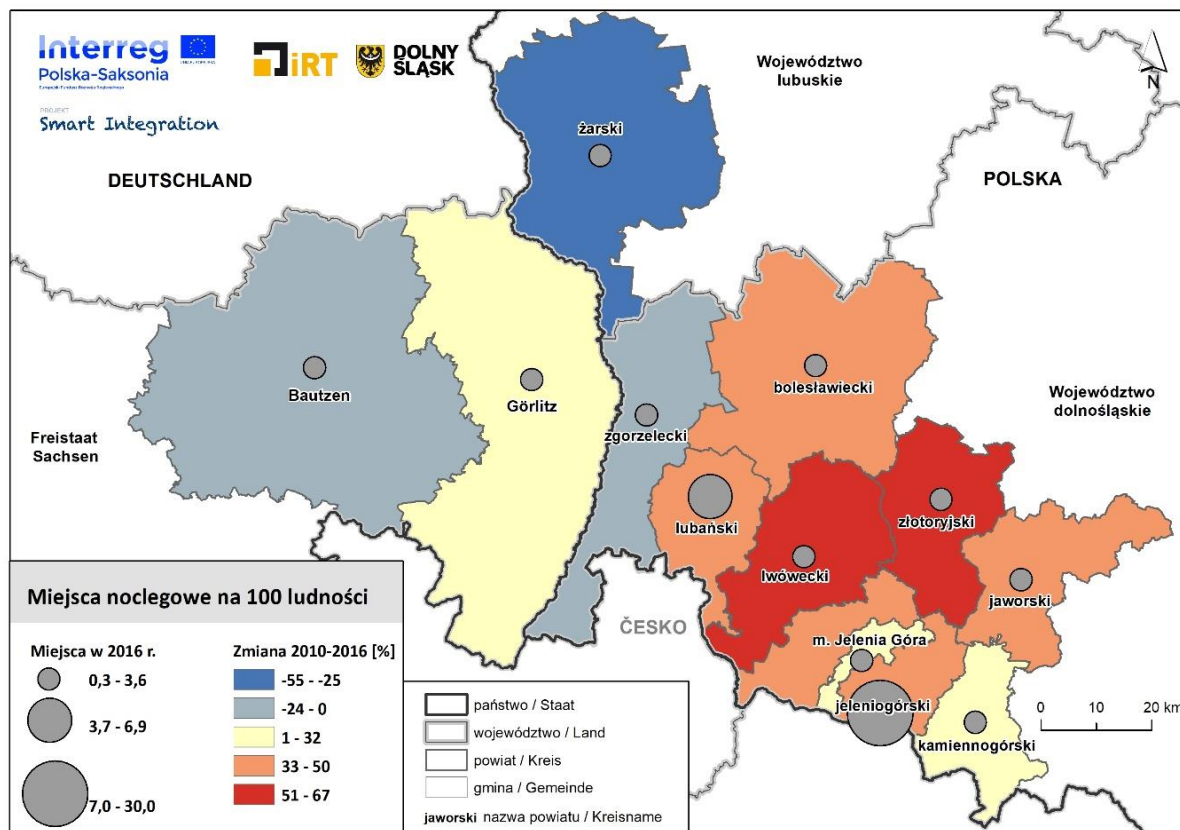 Interreg
Polska-Saksonia
Europejski Fundusz Rozwoju Regionalnego
PROJEKT
Smart Integration
iRT
DOLNY
ŚLĄSK
Województwo
lubuskie
N
żarski
DEUTSCHLAND
POLSKA
Bautzen
Görlitz
zgorzelecki
bolesławiecki
Województwo
dolnośląskie
Freistaat
Sachsen
lubański
złotoryjski
lwówecki
jaworski
ČESKO
m. Jelenia Góra
jeleniogórski
kamiennogórski
0 10 20 km
Miejsca noclegowe na 100 ludności
Miejsca w 2016 r.
0,3 - 3,6
3,7 - 6,9
7,0 - 30,0
Zmiana 2010-2016 [%]
-55 - -25
-24 - 0
1 - 32
33 - 50
51 - 67
państwo / Staat
województwo / Land
powiat / Kreis
gmina / Gemeinde
jaworski nazwa powiatu / Kreisname